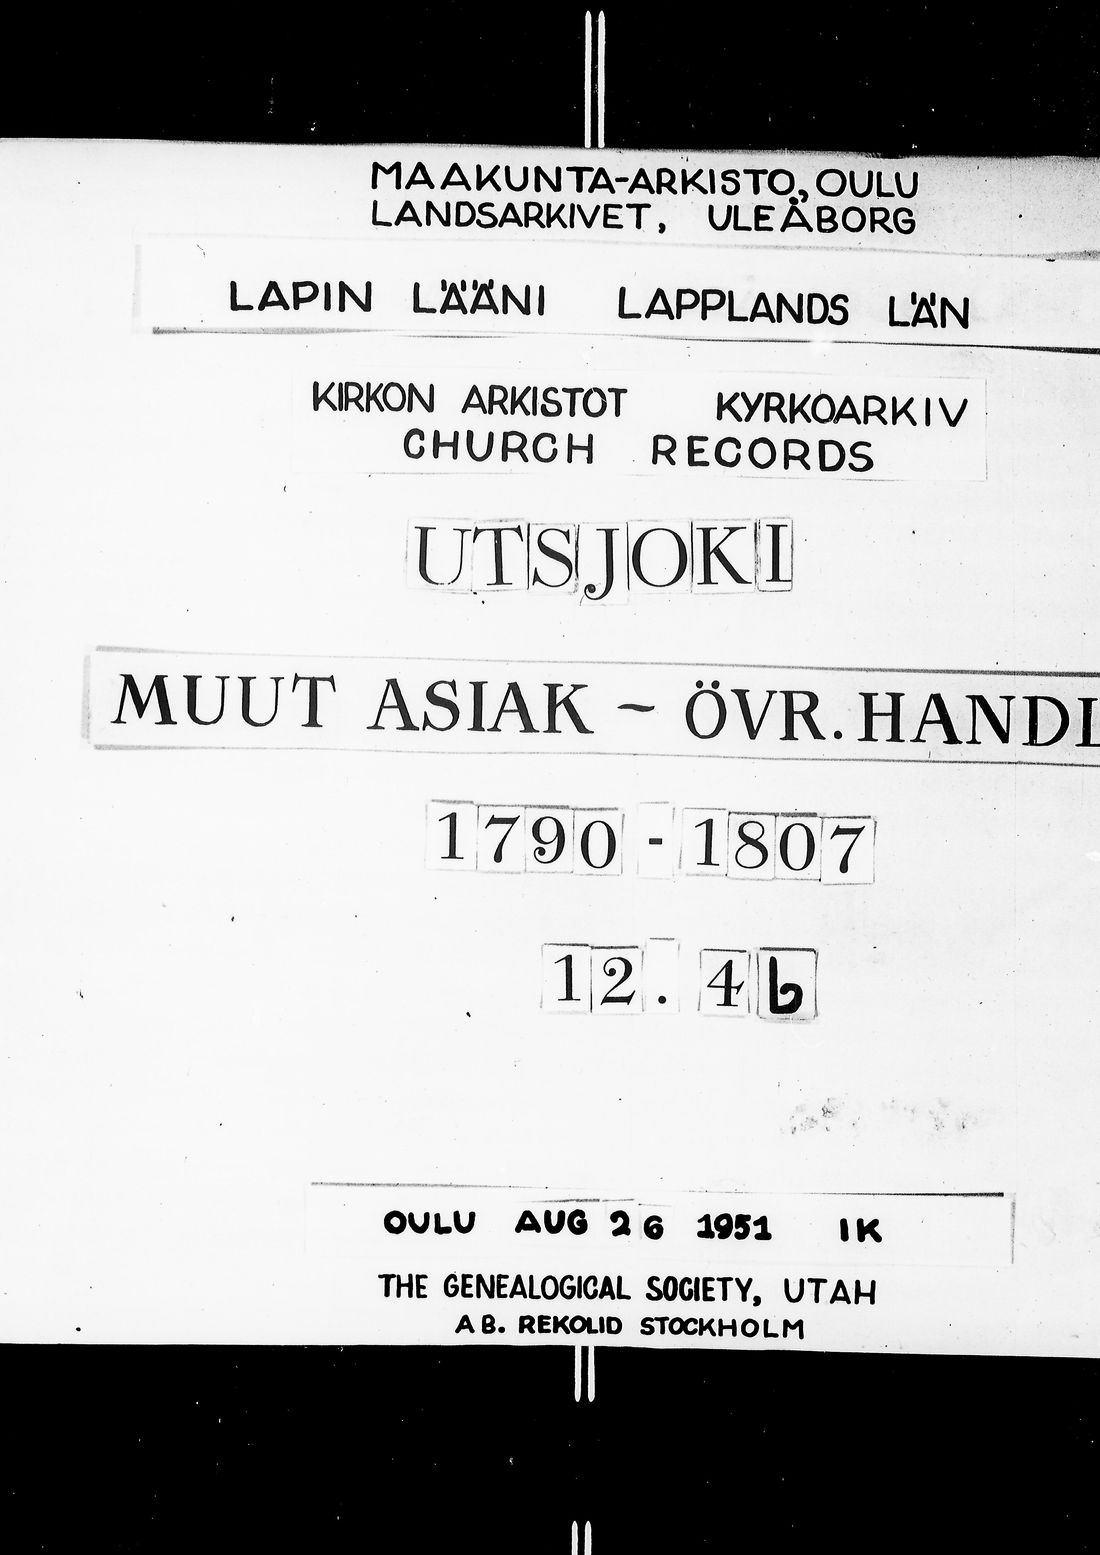 MAAKUNTA-ARKISTO, OULU
LANDSARKIVET, ULEÅBORG
LAPIN LÄÄNI LAPPLANDS LÄN
KIRKON ARKISTOT KYRKOARKIV
CHURCH RECORDS
UTSJOKI
MUUT ASIAK - ÖVR. HANDL
1790 - 1807
12. 4b
OULU AUG 26 1951 IK
THE GENEALOGICAL SOCIETY, UTAH
AB. REKOLID STOCKHOLM